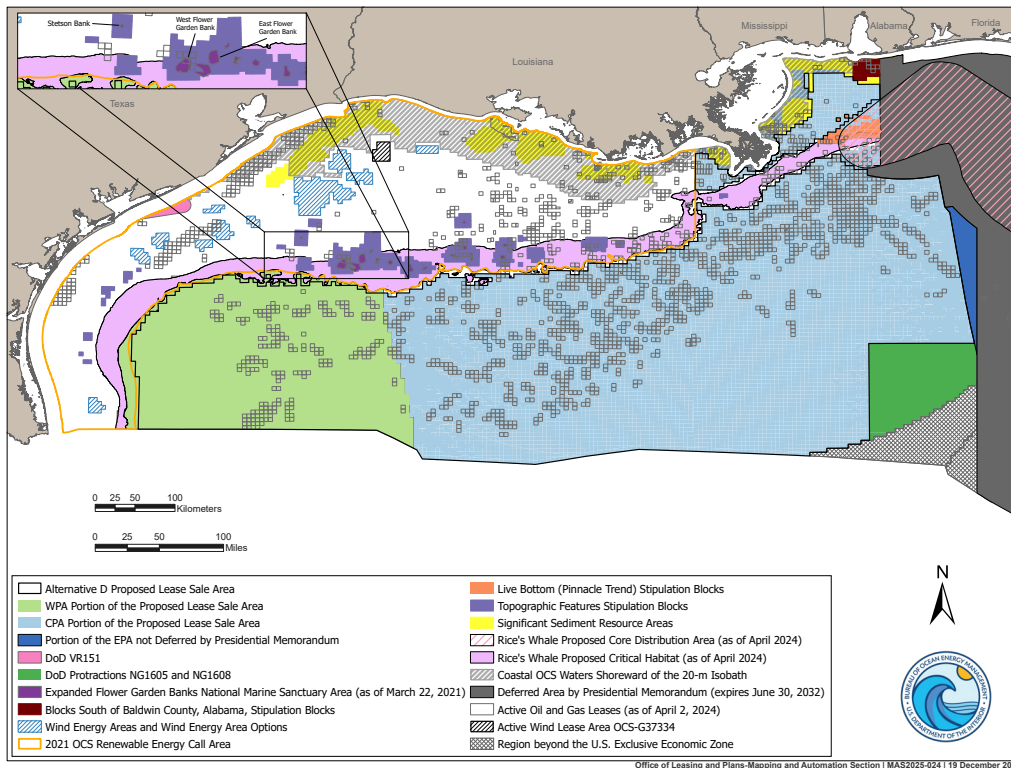 Stetson Bank
West Flower
Garden Bank
East Flower
Garden Bank
Texas
Louisiana
Mississippi
Alabama
Florida
0 25 50 100
Kilometers
0 25 50 100
Miles
N
Alternative D Proposed Lease Sale Area
WPA Portion of the Proposed Lease Sale Area
CPA Portion of the Proposed Lease Sale Area
Portion of the EPA not Deferred by Presidential Memorandum
DoD VR151
DoD Protractions NG1605 and NG1608
Expanded Flower Garden Banks National Marine Sanctuary Area (as of March 22, 2021)
Blocks South of Baldwin County, Alabama, Stipulation Blocks
Wind Energy Areas and Wind Energy Area Options
2021 OCS Renewable Energy Call Area
Live Bottom (Pinnacle Trend) Stipulation Blocks
Topographic Features Stipulation Blocks
Significant Sediment Resource Areas
Rice's Whale Proposed Core Distribution Area (as of April 2024)
Rice's Whale Proposed Critical Habitat (as of April 2024)
Coastal OCS Waters Shoreward of the 20-m Isobath
Deferred Area by Presidential Memorandum (expires June 30, 2032)
Active Oil and Gas Leases (as of April 2, 2024)
Active Wind Lease Area OCS-G37334
Region beyond the U.S. Exclusive Economic Zone
BUREAU OF OCEAN ENERGY MANAGEMENT
U.S. DEPARTMENT OF THE INTERIOR
Office of Leasing and Plans-Mapping and Automation Section | MAS2025-024 | 19 December 20